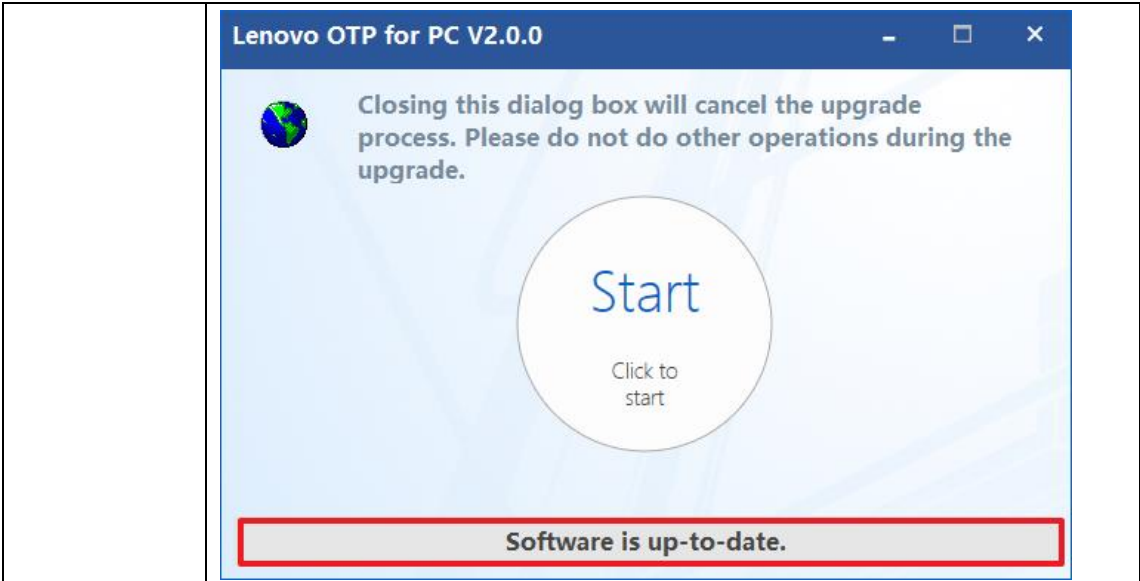 Lenovo OTP for PC V2.0.0
Closing this dialog box will cancel the upgrade
process. Please do not do other operations during the
upgrade.
Start
Click to
start
Software is up-to-date.